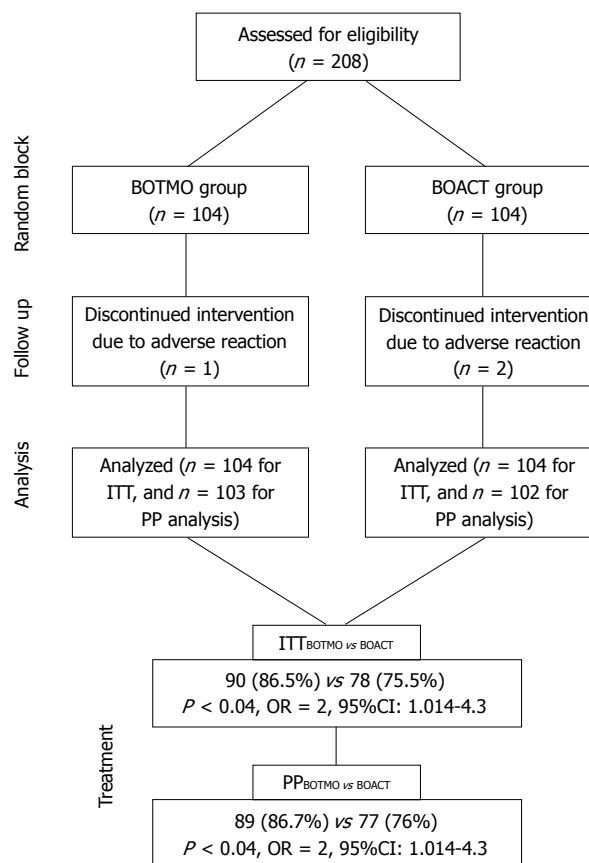 Assessed for eligibility
(n = 208)
Random block
BOTMO group
(n = 104)
BOACT group
(n = 104)
Follow up
Discontinued intervention
due to adverse reaction
(n = 1)
Discontinued intervention
due to adverse reaction
(n = 2)
Analysis
Analyzed (n = 104 for
ITT, and n = 103 for
PP analysis)
Analyzed (n = 104 for
ITT, and n = 102 for
PP analysis)
Treatment
ITT BOTMO vs BOACT
90 (86.5%) vs 78 (75.5%)
P < 0.04, OR = 2, 95%CI: 1.014-4.3
PP BOTMO vs BOACT
89 (86.7%) vs 77 (76%)
P < 0.04, OR = 2, 95%CI: 1.014-4.3